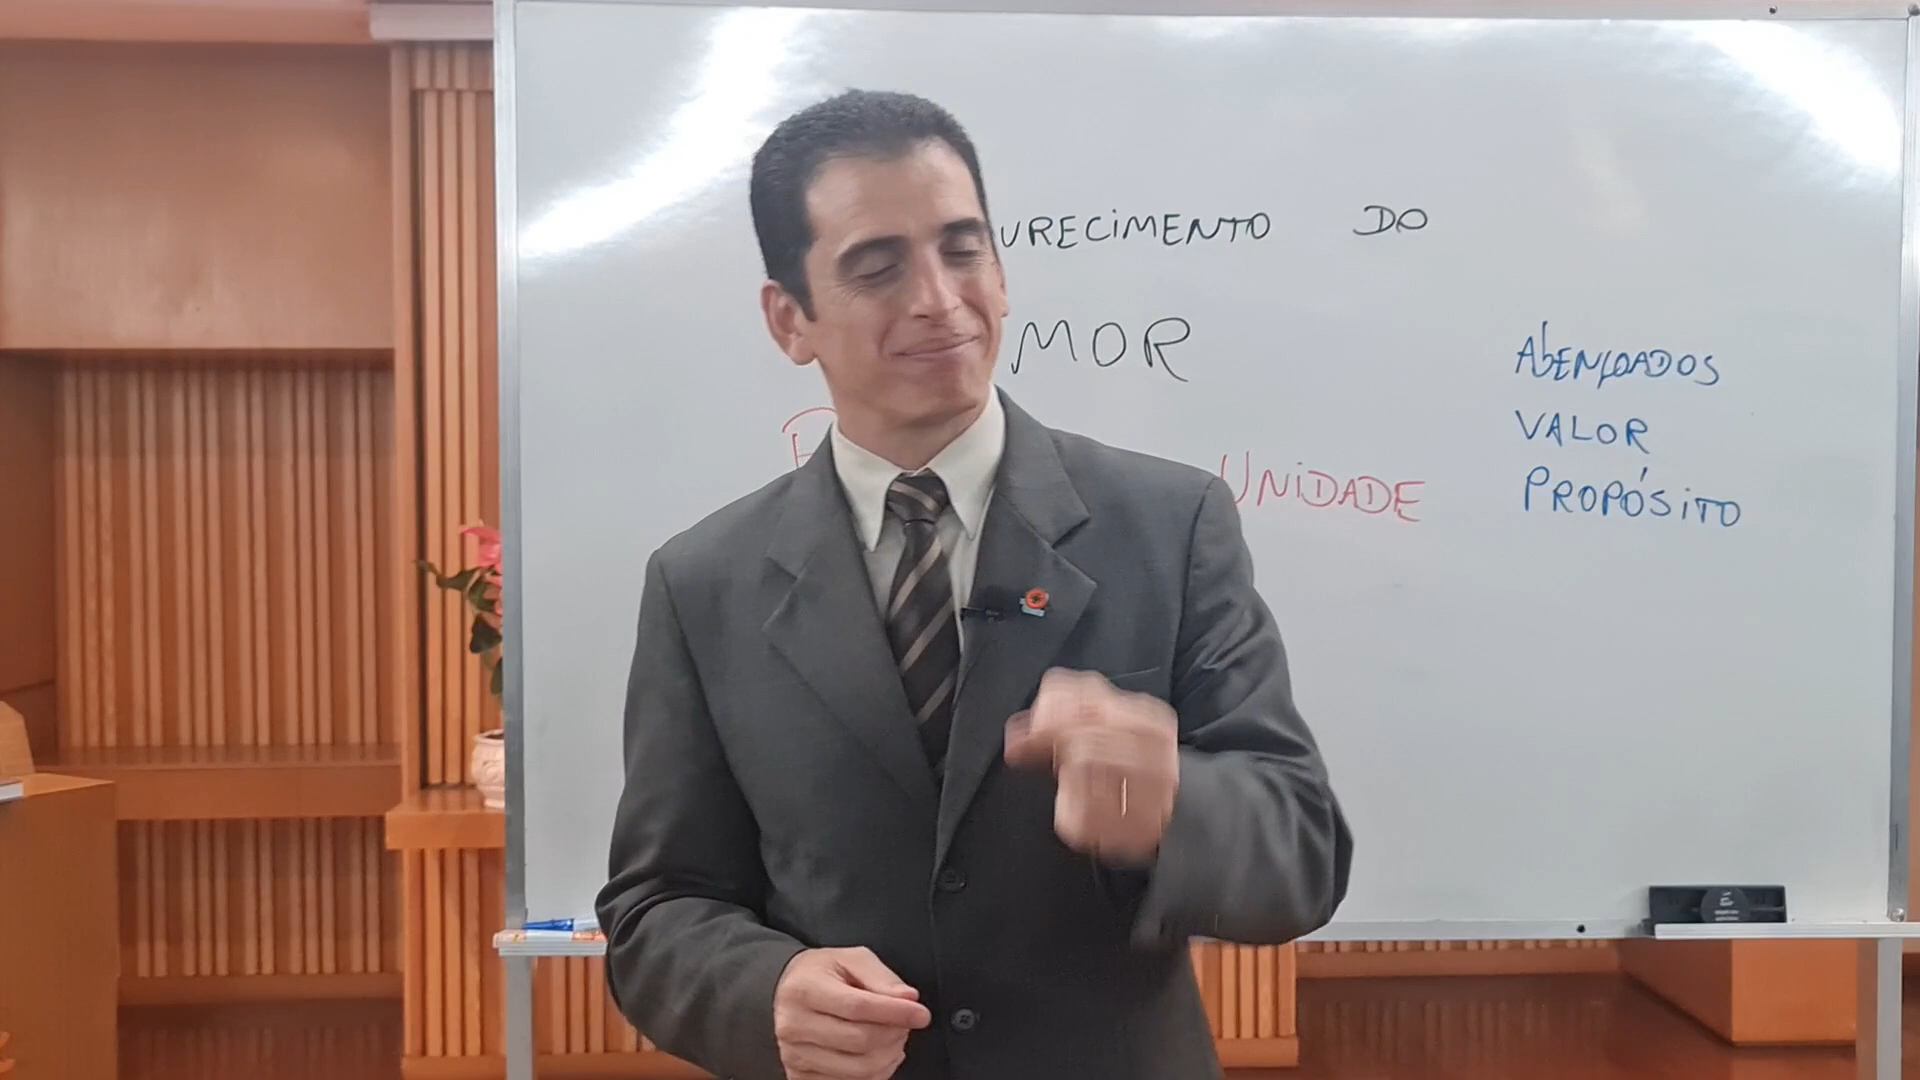 URECIMENTO DO
MOR
UNIDADE
AbENÇOADOS
VALOR
PROPÓSITO